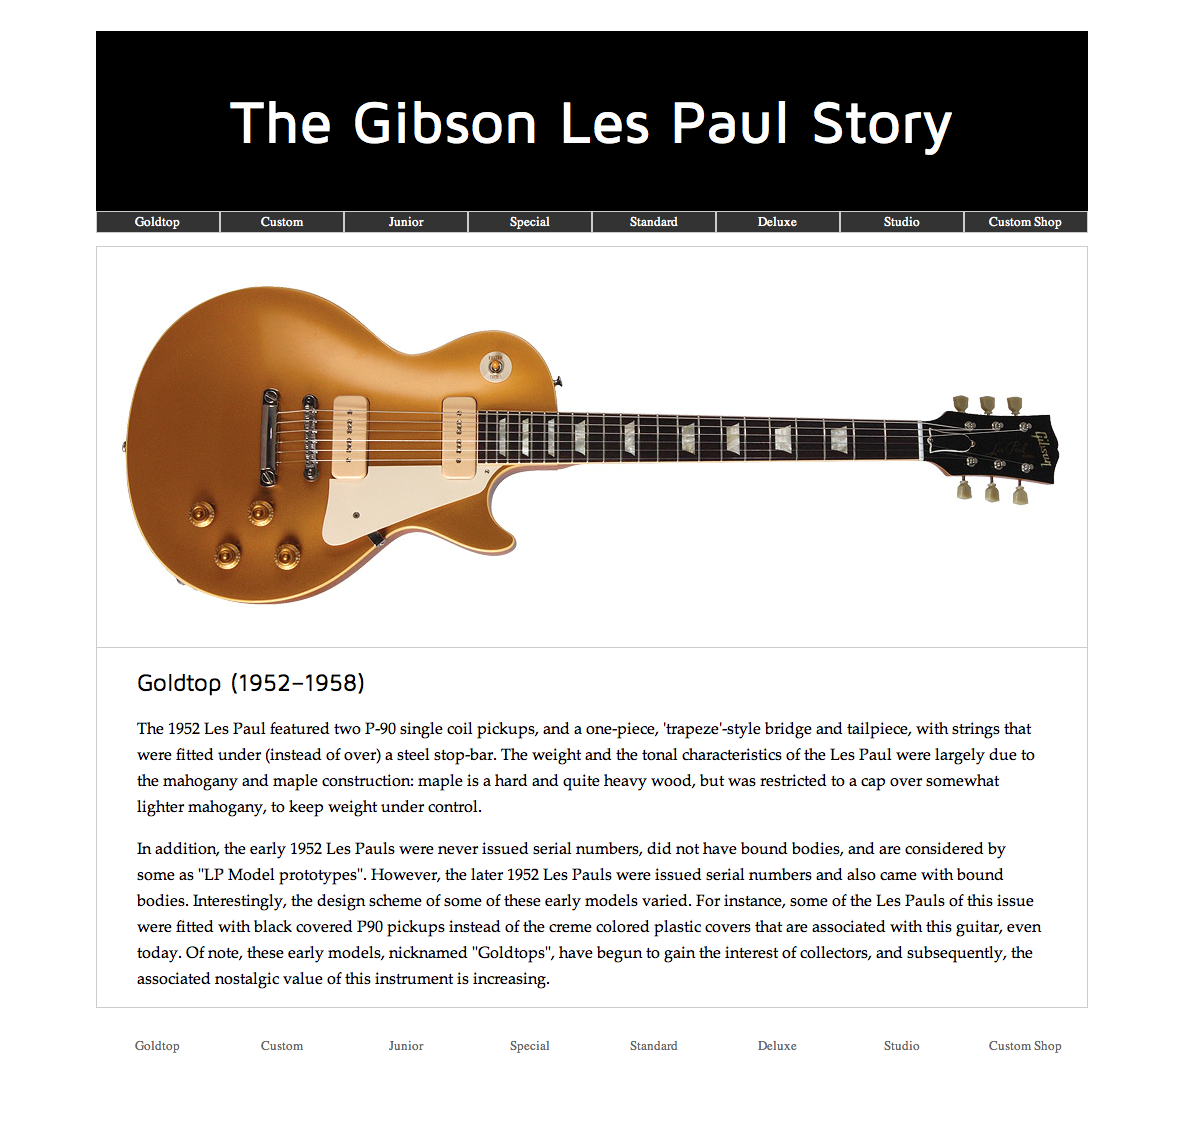 The Gibson Les Paul Story
Goldtop Custom Junior Special Standard Deluxe Studio Custom Shop
Gibson
Goldtop (1952–1958)
The 1952 Les Paul featured two P-90 single coil pickups, and a one-piece, 'trapeze'-style bridge and tailpiece, with strings that
were fitted under (instead of over) a steel stop-bar. The weight and the tonal characteristics of the Les Paul were largely due to
the mahogany and maple construction: maple is a hard and quite heavy wood, but was restricted to a cap over somewhat
lighter mahogany, to keep weight under control.
In addition, the early 1952 Les Pauls were never issued serial numbers, did not have bound bodies, and are considered by
some as "LP Model prototypes". However, the later 1952 Les Pauls were issued serial numbers and also came with bound
bodies. Interestingly, the design scheme of some of these early models varied. For instance, some of the Les Pauls of this issue
were fitted with black covered P90 pickups instead of the creme colored plastic covers that are associated with this guitar, even
today. Of note, these early models, nicknamed "Goldtops", have begun to gain the interest of collectors, and subsequently, the
associated nostalgic value of this instrument is increasing.
Goldtop Custom Junior Special Standard Deluxe Studio Custom Shop